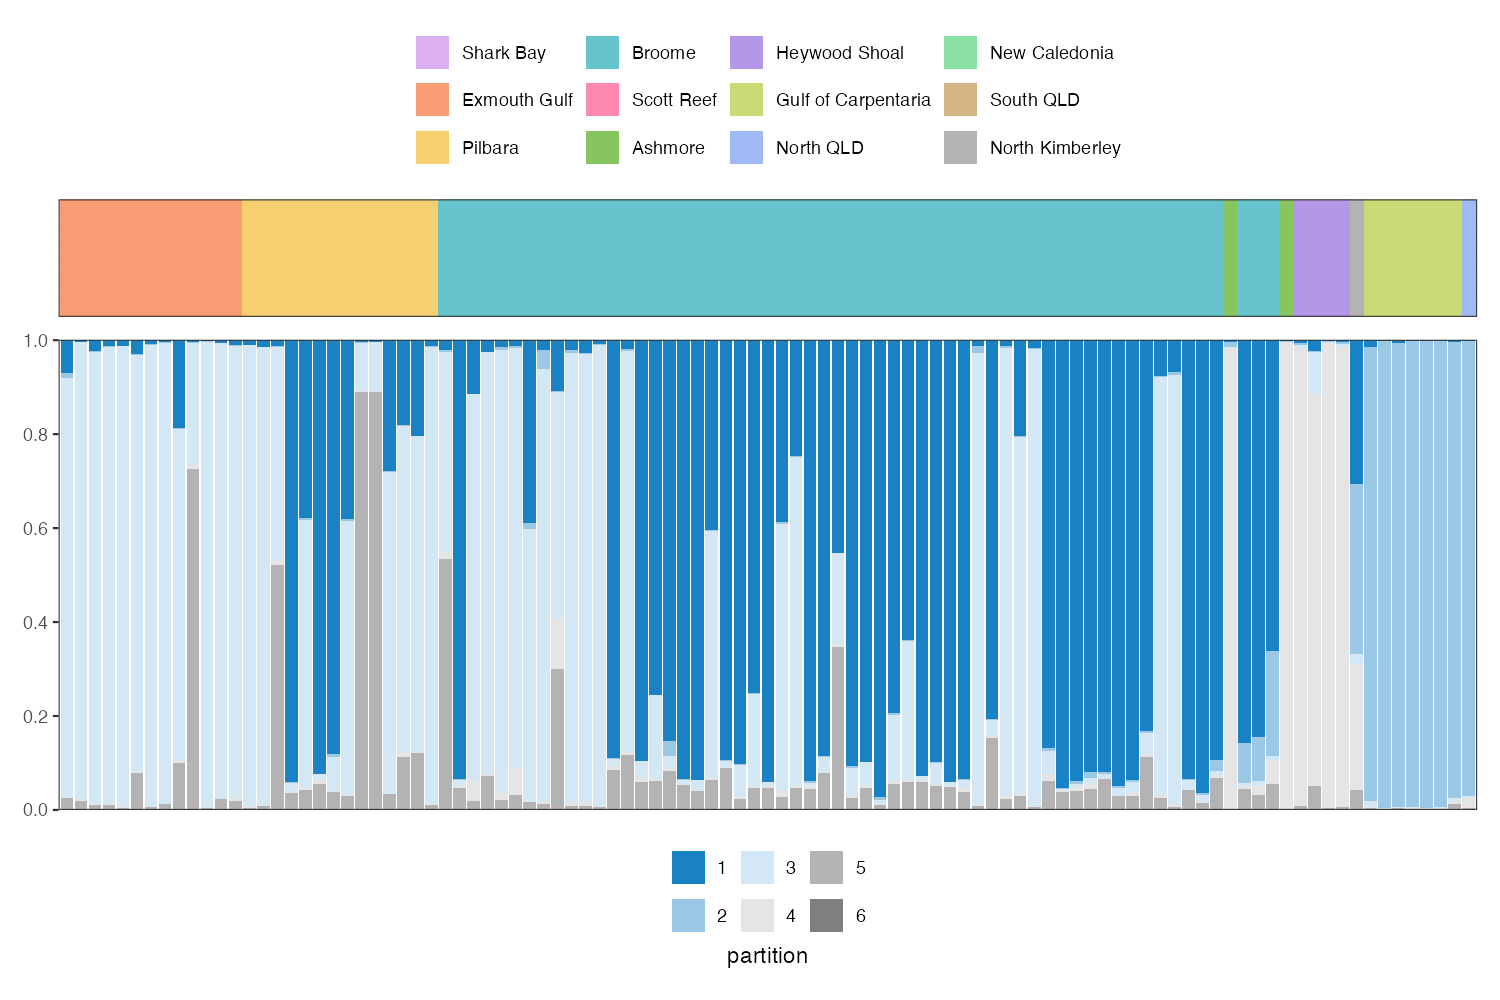 Shark Bay Broome Heywood Shoal New Caledonia
Exmouth Gulf Scott Reef Gulf of Carpentaria South QLD
Pilbara Ashmore North QLD North Kimberley
1.0
0.8
0.6
0.4
0.2
0.0
1 3 5
2 4 6
partition